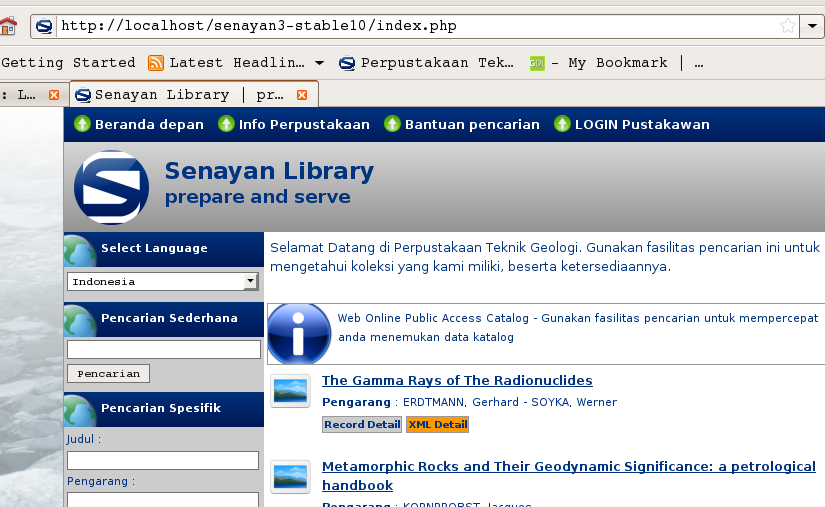 http://localhost/senayan3-stable10/index.php
Getting Started Latest Headlin... Perpustakaan Tek... - My Bookmark | ...
: L... Senayan Library | pr...
Beranda depan Info Perpustakaan Bantuan pencarian LOGIN Pustakawan
Senayan Library
prepare and serve
Select Language
Indonesia
Pencarian Sederhana
Pencarian
Pencarian Spesifik
Judul :
Pengarang :
Selamat Datang di Perpustakaan Teknik Geologi. Gunakan fasilitas pencarian ini untuk
mengetahui koleksi yang kami miliki, beserta ketersediaannya.
Web Online Public Access Catalog - Gunakan fasilitas pencarian untuk mempercepat
anda menemukan data katalog
The Gamma Rays of The Radionuclides
Pengarang : ERDTMANN, Gerhard - SOYKA, Werner
Record Detail XML Detail
Metamorphic Rocks and Their Geodynamic Significance: a petrological
handbook
Pengarang : KORNPROBST, Jacques